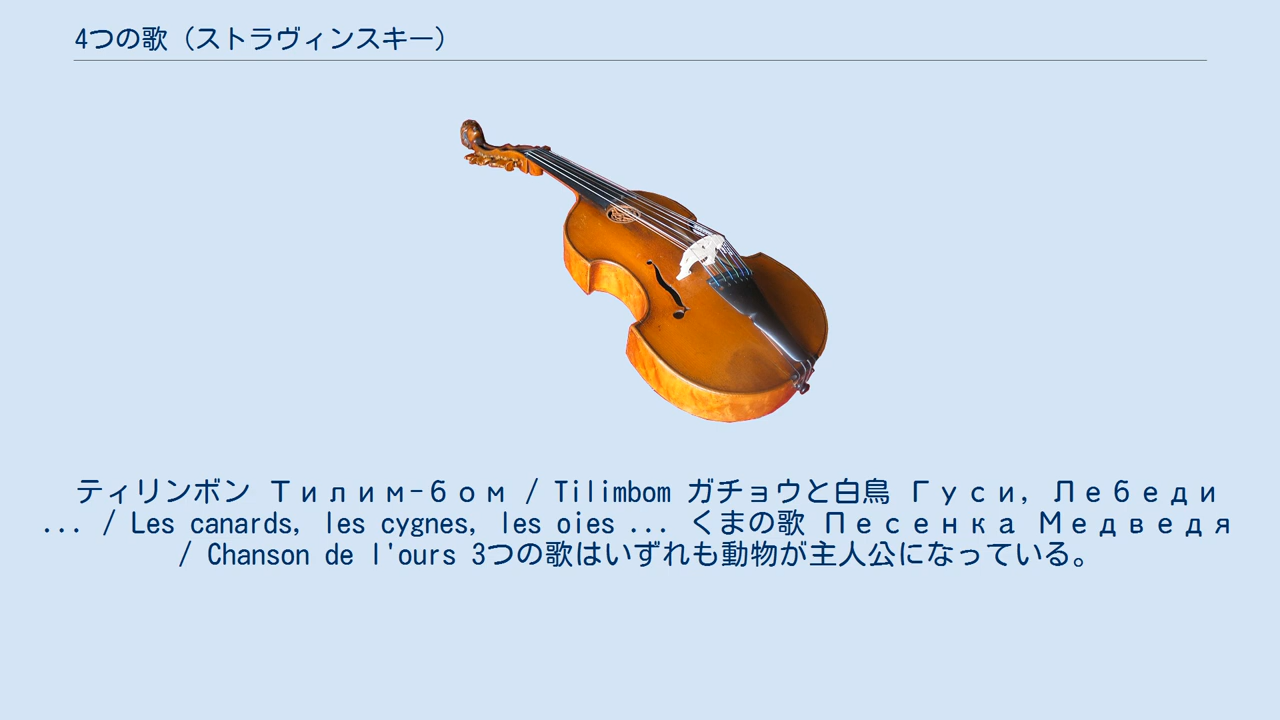 4つの歌（ストラヴィンスキー）
ティリンボン Тилим-бом / Tilimbom ガチョウと白鳥 Гуси, Лебеди
... / Les canards, les cygnes, les oies ... くまの歌 Песенка Медведя
/ Chanson de l'ours 3つの歌はいずれも動物が主人公になっている。